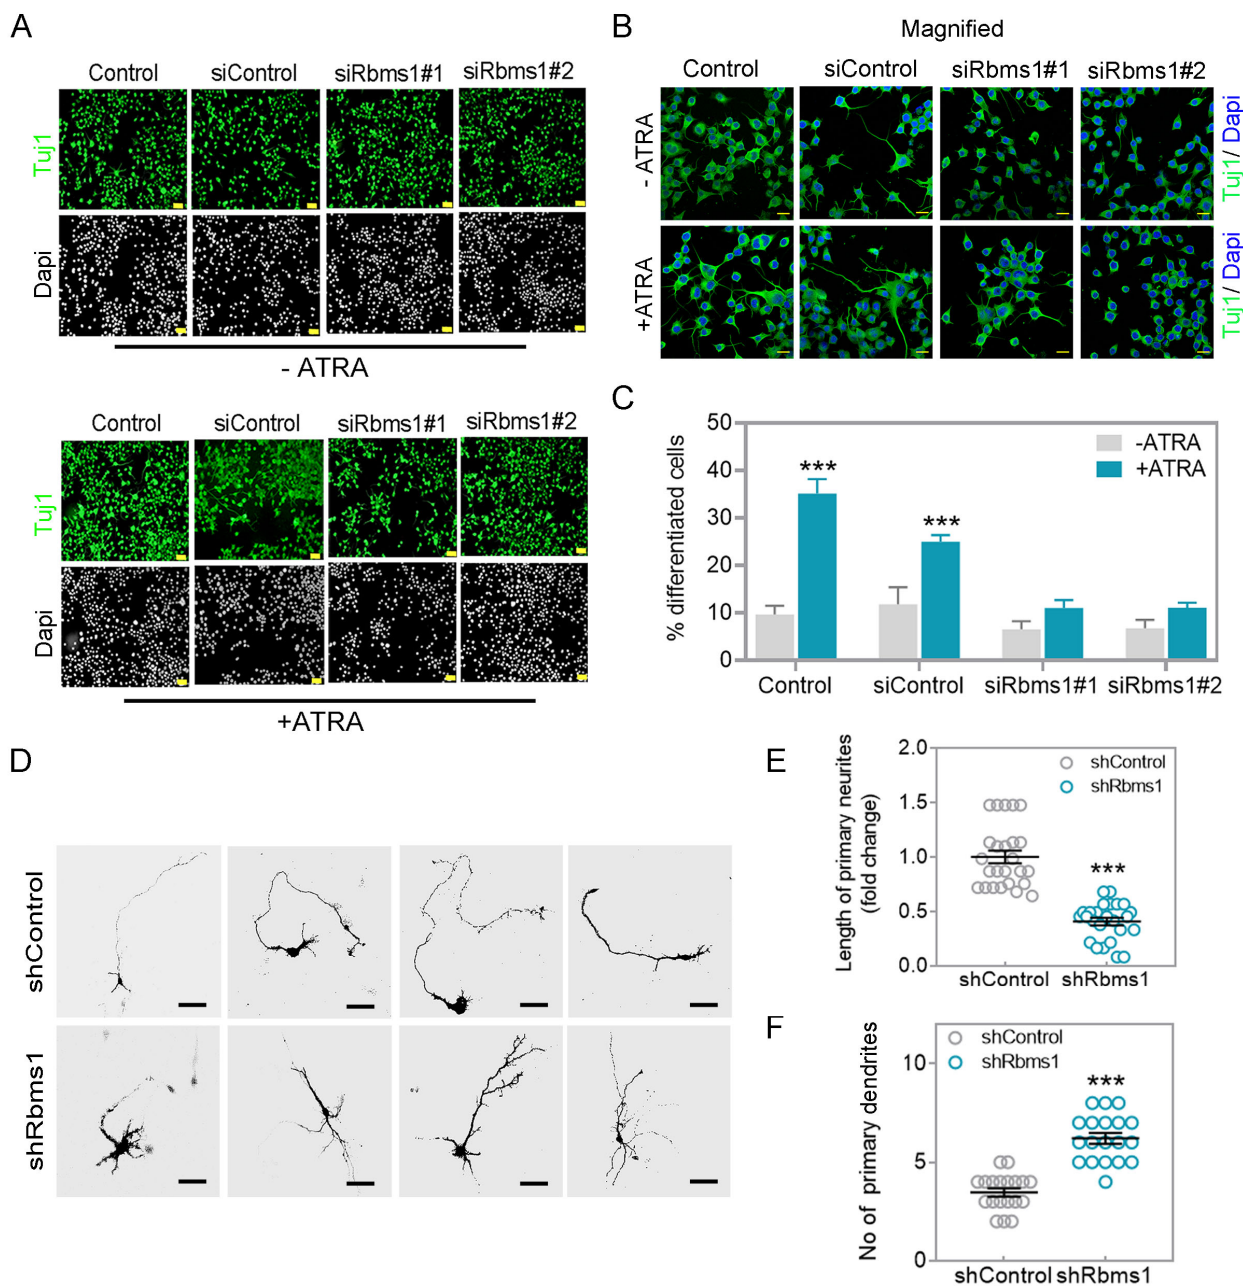 A
Control siControl siRbms1#1 siRbms1#2
Tuj1
Dapi
- ATRA
Control siControl siRbms1#1 siRbms1#2
Tuj1
Dapi
+ATRA
B
Magnified
Control siControl siRbms1#1 siRbms1#2
- ATRA
Tuj1/ Dapi
+ATRA
Tuj1/ Dapi
C
% differentiated cells
50
40
30
20
10
0
-ATRA
+ATRA
***
***
Control siControl siRbms1#1 siRbms1#2
D
shControl
shRbms1
E
Length of primary neurites
(fold change)
2.0
1.5
1.0
0.5
0.0
shControl
shRbms1
***
shControl shRbms1
F
No of primary dendrites
10
5
0
shControl
shRbms1
***
shControl shRbms1